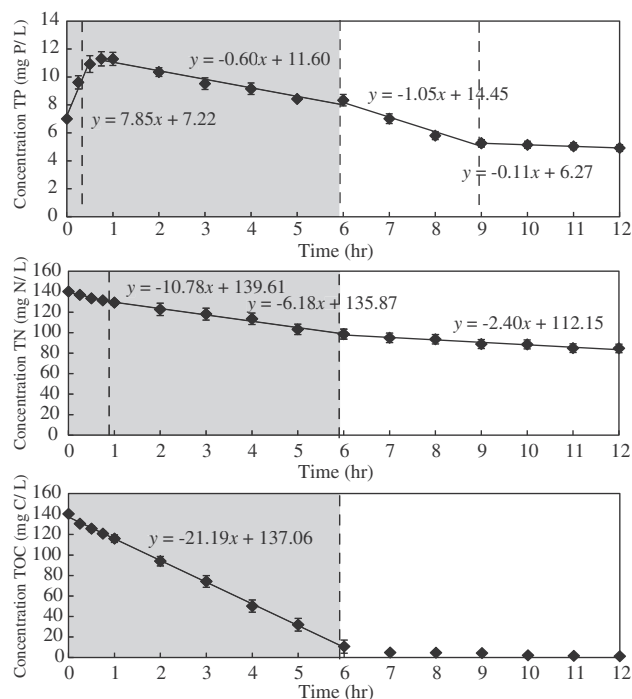 Concentration TP (mg P/ L)
14
12
10
8
6
4
2
0
y = 7.85x + 7.22
y = -0.60x + 11.60
y = -1.05x + 14.45
y = -0.11x + 6.27
0 1 2 3 4 5 6 7 8 9 10 11 12
Time (hr)
Concentration TN (mg N/ L)
160
140
120
100
80
60
40
20
0
y = -10.78x + 139.61
y = -6.18x + 135.87
y = -2.40x + 112.15
0 1 2 3 4 5 6 7 8 9 10 11 12
Time (hr)
Concentration TOC (mg C/ L)
160
140
120
100
80
60
40
20
0
y = -21.19x + 137.06
0 1 2 3 4 5 6 7 8 9 10 11 12
Time (hr)